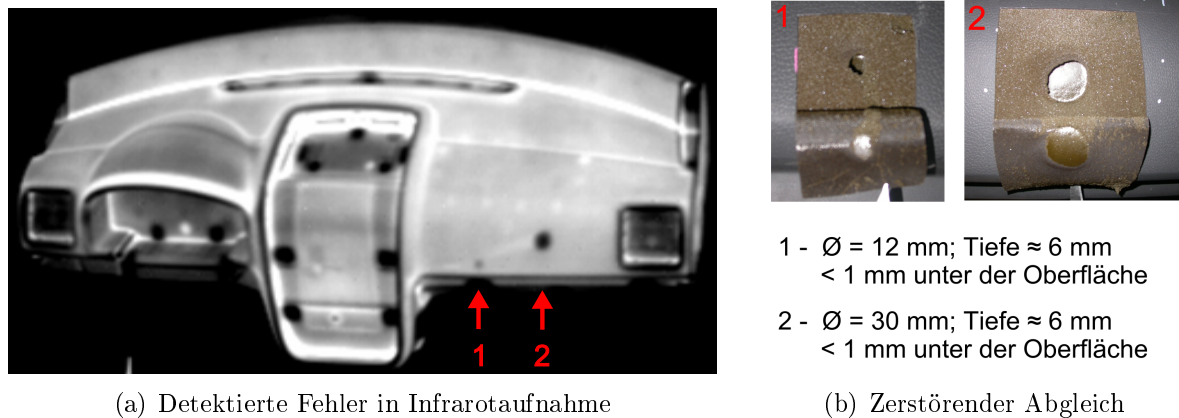 1
2
1
2
1 - Ø = 12 mm; Tiefe ≈ 6 mm
< 1 mm unter der Oberfläche
2 - Ø = 30 mm; Tiefe ≈ 6 mm
< 1 mm unter der Oberfläche
(a) Detektierte Fehler in Infrarotaufnahme
(b) Zerstörender Abgleich